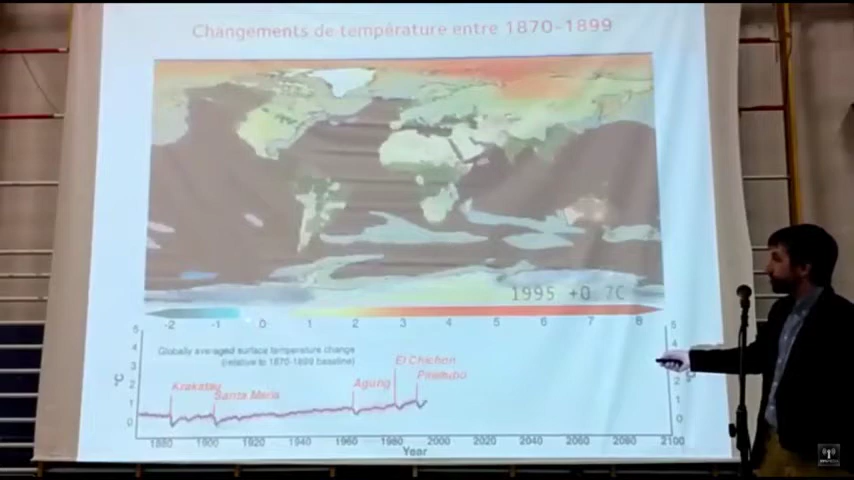 Changements de température entre 1870-1899
1995 +0.7C
-2 -1 0 1 2 3 4 5 6 7 8
Globally averaged surface temperature change
(relative to 1870-1899 baseline)
El Chichon
Pinatubo
Agung
Krakatau
Santa Maria
5
4
3
2
1
0
°C
5
4
3
2
1
0
1880 1900 1920 1940 1960 1980 2000 2020 2040 2060 2080 2100
Year